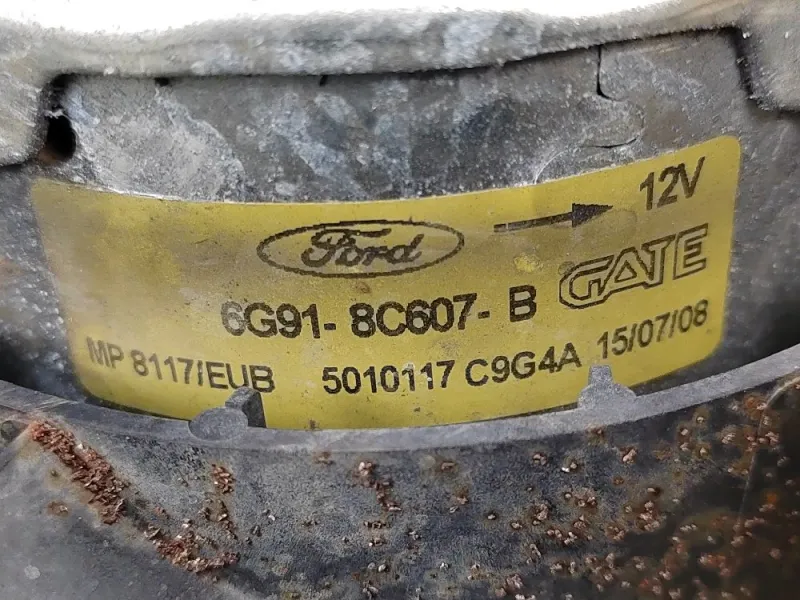 12V
Ford
GATE
6G91- 8C607- B
MP 8117/EUB 5010117 C9G4A 15/07/08